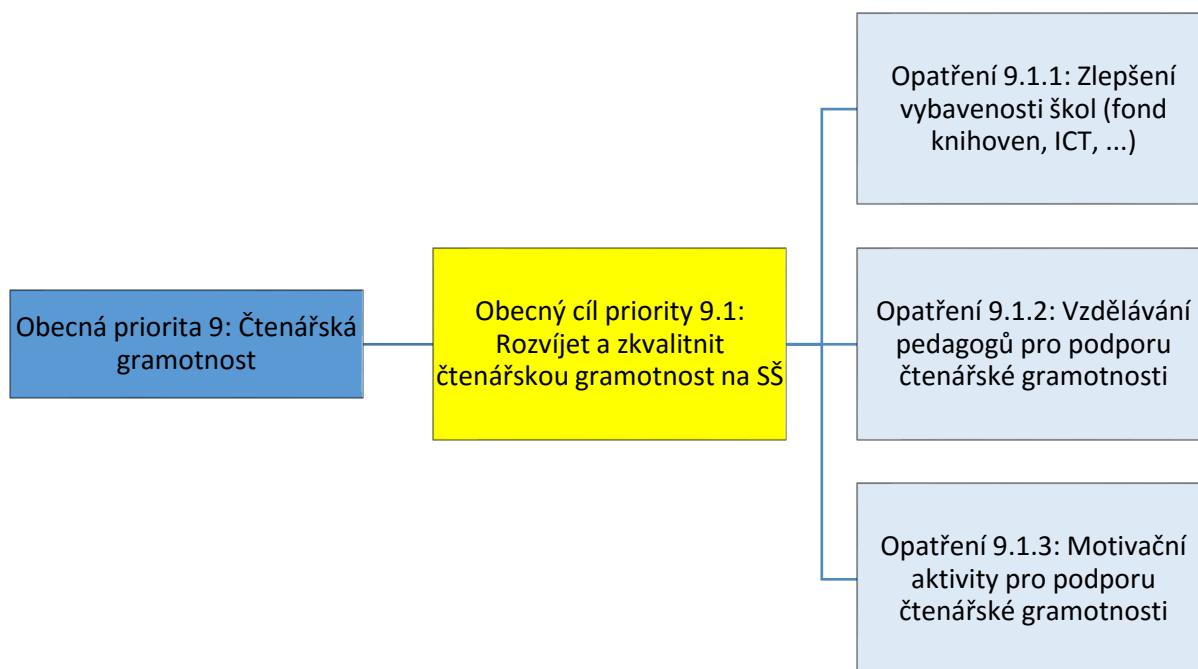 Obecná priorita 9: Čtenářská
gramotnost
Obecný cíl priority 9.1:
Rozvíjet a zkvalitnit
čtenářskou gramotnost na SŠ
Opatření 9.1.1: Zlepšení
vybavenosti škol (fond
knihoven, ICT, ...)
Opatření 9.1.2: Vzdělávání
pedagogů pro podporu
čtenářské gramotnosti
Opatření 9.1.3: Motivační
aktivity pro podporu
čtenářské gramotnosti